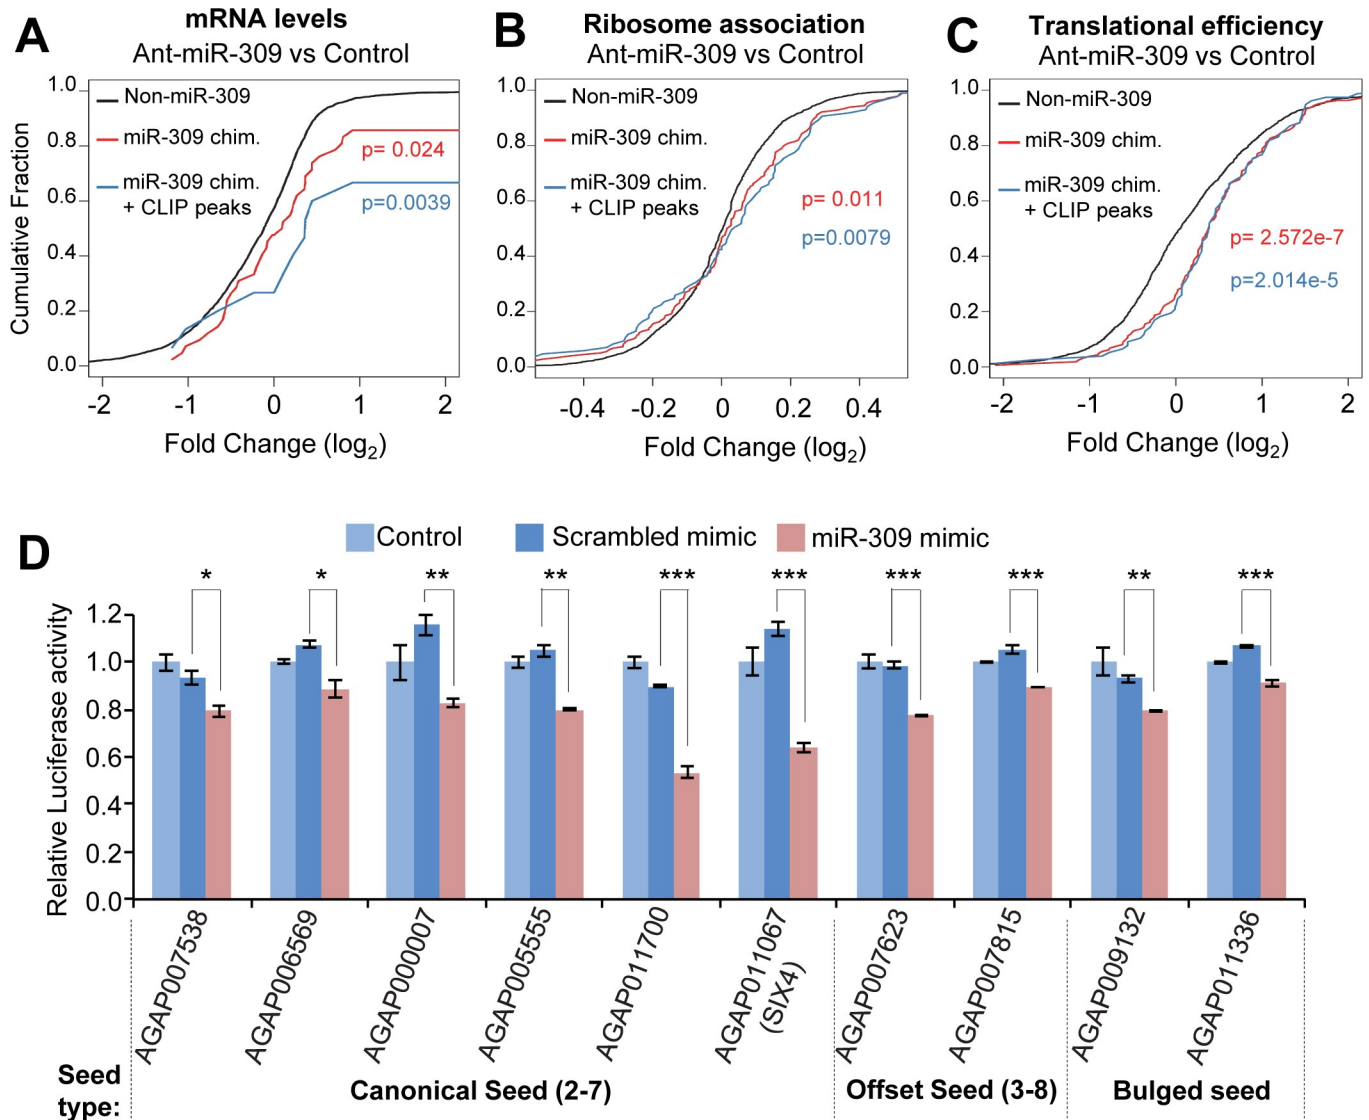 A
mRNA levels
Ant-miR-309 vs Control
1.0
0.8
0.6
0.4
0.2
0.0
Cumulative Fraction
Non-miR-309
miR-309 chim.
miR-309 chim.
+ CLIP peaks
p= 0.024
p=0.0039
-2 -1 0 1 2
Fold Change (log2)
B
Ribosome association
Ant-miR-309 vs Control
1.0
0.8
0.6
0.4
0.2
0.0
Non-miR-309
miR-309 chim.
miR-309 chim.
+ CLIP peaks
p= 0.011
p=0.0079
-0.4 -0.2 0 0.2 0.4
Fold Change (log2)
C
Translational efficiency
Ant-miR-309 vs Control
1.0
0.8
0.6
0.4
0.2
0.0
Non-miR-309
miR-309 chim.
miR-309 chim.
+ CLIP peaks
p= 2.572e-7
p=2.014e-5
-2 -1 0 1 2
Fold Change (log2)
D
Control Scrambled mimic miR-309 mimic
* * ** ** *** *** *** *** ** ***
1.2
1.0
0.8
0.6
0.4
0.2
0.0
Relative Luciferase activity
AGAP007538
AGAP006569
AGAP000007
AGAP005555
AGAP011700
AGAP011067
(SIX4)
AGAP007623
AGAP007815
AGAP009132
AGAP011336
Seed
type:
Canonical Seed (2-7) Offset Seed (3-8) Bulged seed